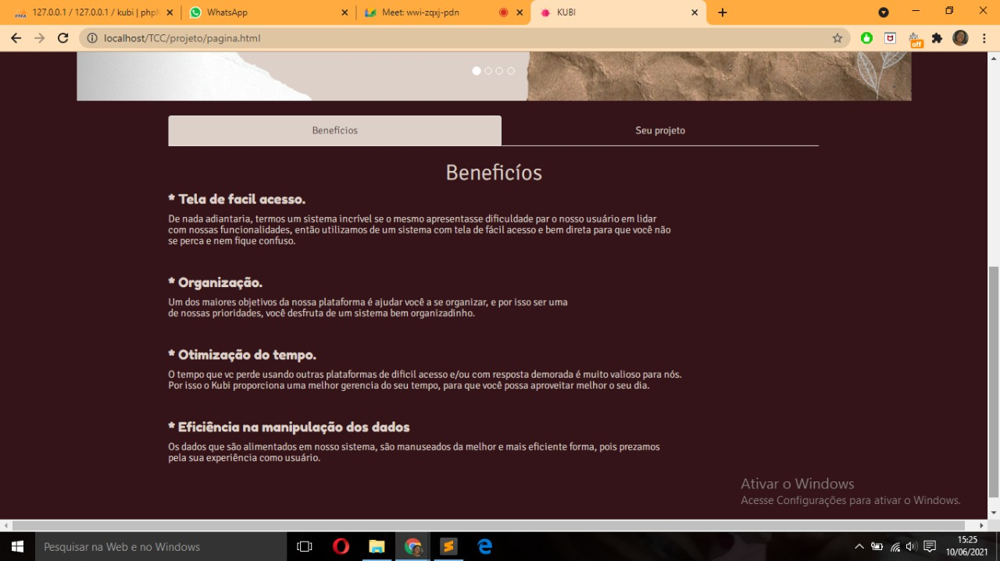 127.0.0.1 / 127.0.0.1 / kubi | phpM
WhatsApp
Meet: wwi-zqxj-pdn
KUBI
localhost/TCC/projeto/pagina.html
off
Benefícios
Seu projeto
Beneficíos
* Tela de facil acesso.
De nada adiantaria, termos um sistema incrível se o mesmo apresentasse dificuldade par o nosso usuário em lidar
com nossas funcionalidades, então utilizamos de um sistema com tela de fácil acesso e bem direta para que você não
se perca e nem fique confuso.
* Organização.
Um dos maiores objetivos da nossa plataforma é ajudar você a se organizar, e por isso ser uma
de nossas prioridades, você desfruta de um sistema bem organizadinho.
* Otimização do tempo.
O tempo que vc perde usando outras plataformas de dificil acesso e/ou com resposta demorada é muito valioso para nós.
Por isso o Kubi proporciona uma melhor gerencia do seu tempo, para que você possa aproveitar melhor o seu dia.
* Eficiência na manipulação dos dados
Os dados que são alimentados em nosso sistema, são manuseados da melhor e mais eficiente forma, pois prezamos
pela sua experiência como usuário.
Ativar o Windows
Acesse Configurações para ativar o Windows.
Pesquisar na Web e no Windows
15:25
10/06/2021